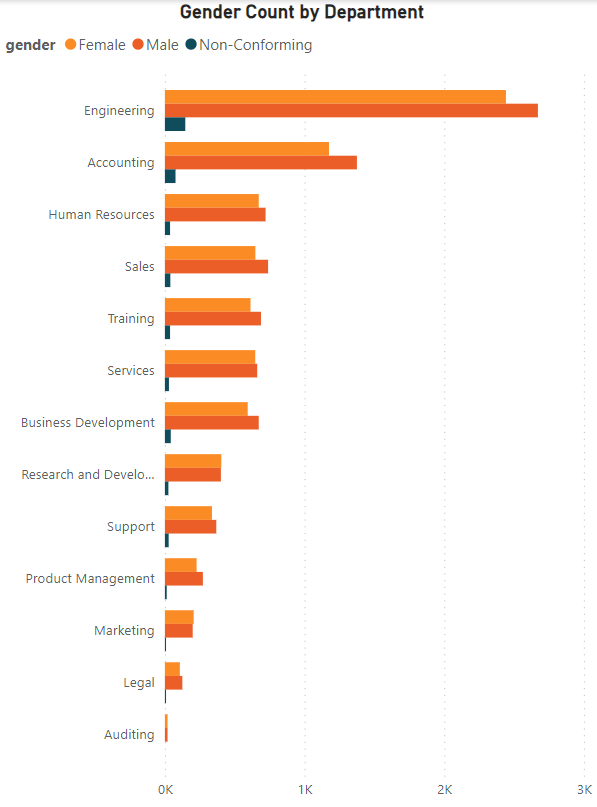 Gender Count by Department
gender Female Male Non-Conforming
Engineering
Accounting
Human Resources
Sales
Training
Services
Business Development
Research and Develo...
Support
Product Management
Marketing
Legal
Auditing
0K 1K 2K 3K